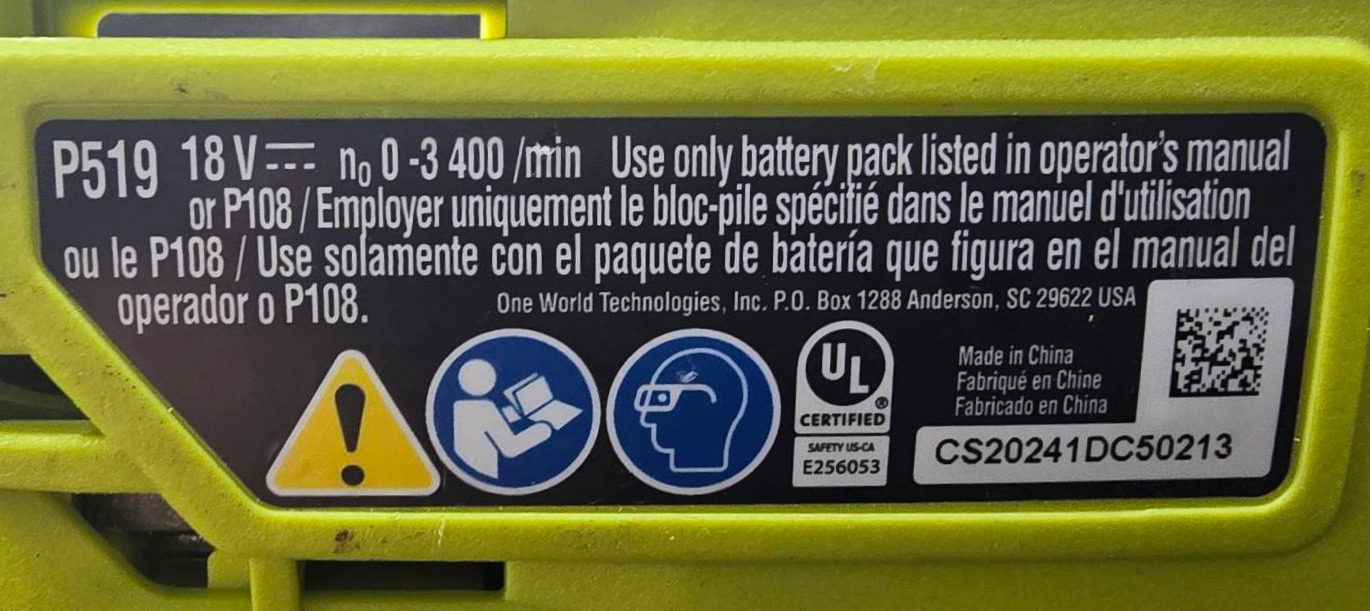 P519 18 V n₀ 0 -3 400 /min Use only battery pack listed in operator's manual
or P108 / Employer uniquement le bloc-pile spécifié dans le manuel d'utilisation
ou le P108 / Use solamente con el paquete de batería que figura en el manual del
operador o P108.
One World Technologies, Inc. P.O. Box 1288 Anderson, SC 29622 USA
UL
®
CERTIFIED
SAFETY US-CA
E256053
Made in China
Fabriqué en Chine
Fabricado en China
CS20241DC50213